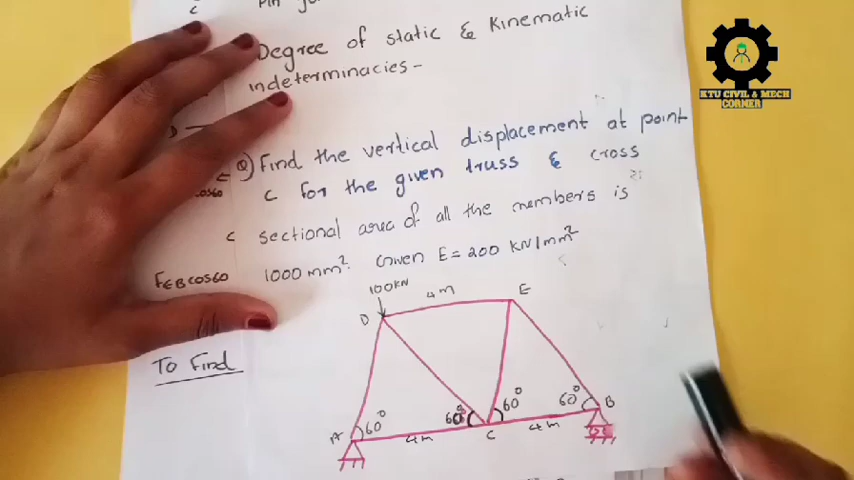 Degree of static & Kinematic
indeterminacies -
Q) Find the vertical displacement at point
C for the given truss & cross
sectional area of all the members is
1000 mm². Given E = 200 KN/mm²
C
FEB COS60
To Find
100KN
4m
D
E
A
60°
60°
60°
60°
B
4m
C
4m
KTU CIVIL & MECH
CORNER